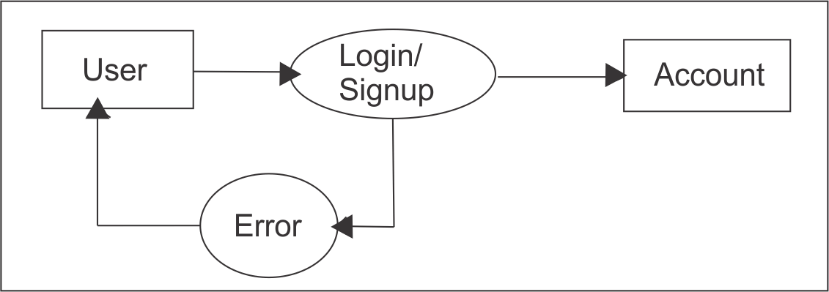 User
Login/
Signup
Account
Error